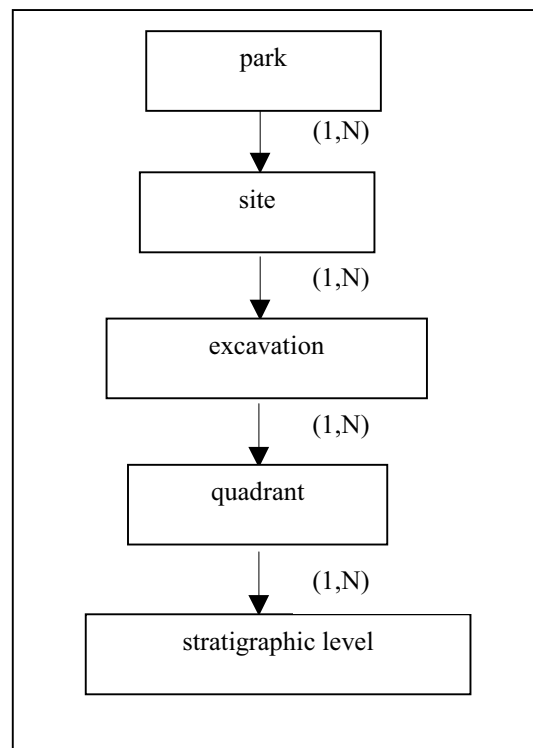 park
(1,N)
site
(1,N)
excavation
(1,N)
quadrant
(1,N)
stratigraphic level